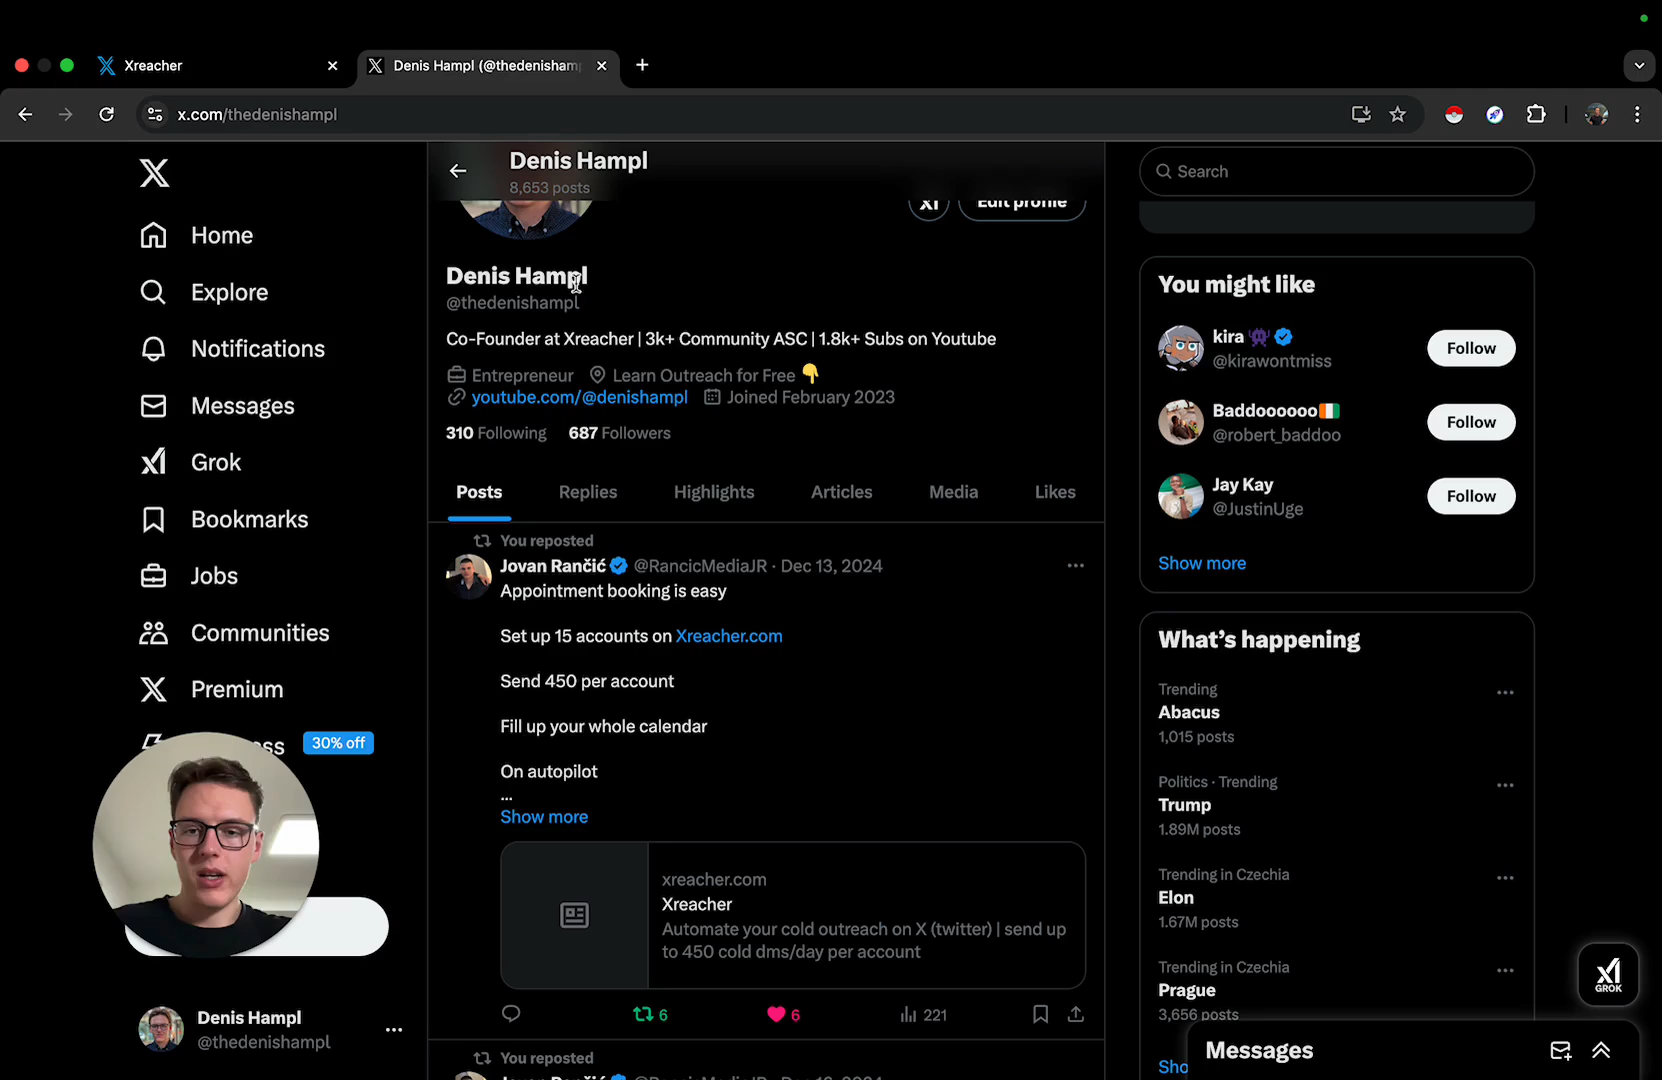 Xreacher
Denis Hampl (@thedenisham
x.com/thedenishampl
Home
Explore
Notifications
Messages
Grok
Bookmarks
Jobs
Communities
Premium
ss
30% off
Denis Hampl
@thedenishampl
Denis Hampl
8,653 posts
Edit profile
Denis Hampl
@thedenishampl
Co-Founder at Xreacher | 3k+ Community ASC | 1.8k+ Subs on Youtube
Entrepreneur Learn Outreach for Free 👇
youtube.com/@denishampl Joined February 2023
310 Following 687 Followers
Posts Replies Highlights Articles Media Likes
You reposted
Jovan Rančić @RancicMediaJR · Dec 13, 2024
Appointment booking is easy
Set up 15 accounts on Xreacher.com
Send 450 per account
Fill up your whole calendar
On autopilot
...
Show more
xreacher.com
Xreacher
Automate your cold outreach on X (twitter) | send up
to 450 cold dms/day per account
6 6 221
You reposted
Search
You might like
kira
@kirawontmiss
Follow
Baddoooooo🇨🇮
@robert_baddoo
Follow
Jay Kay
@JustinUge
Follow
Show more
What's happening
Trending
Abacus
1,015 posts
Politics · Trending
Trump
1.89M posts
Trending in Czechia
Elon
1.67M posts
Trending in Czechia
Prague
3,656 posts
Sho
GROK
Messages